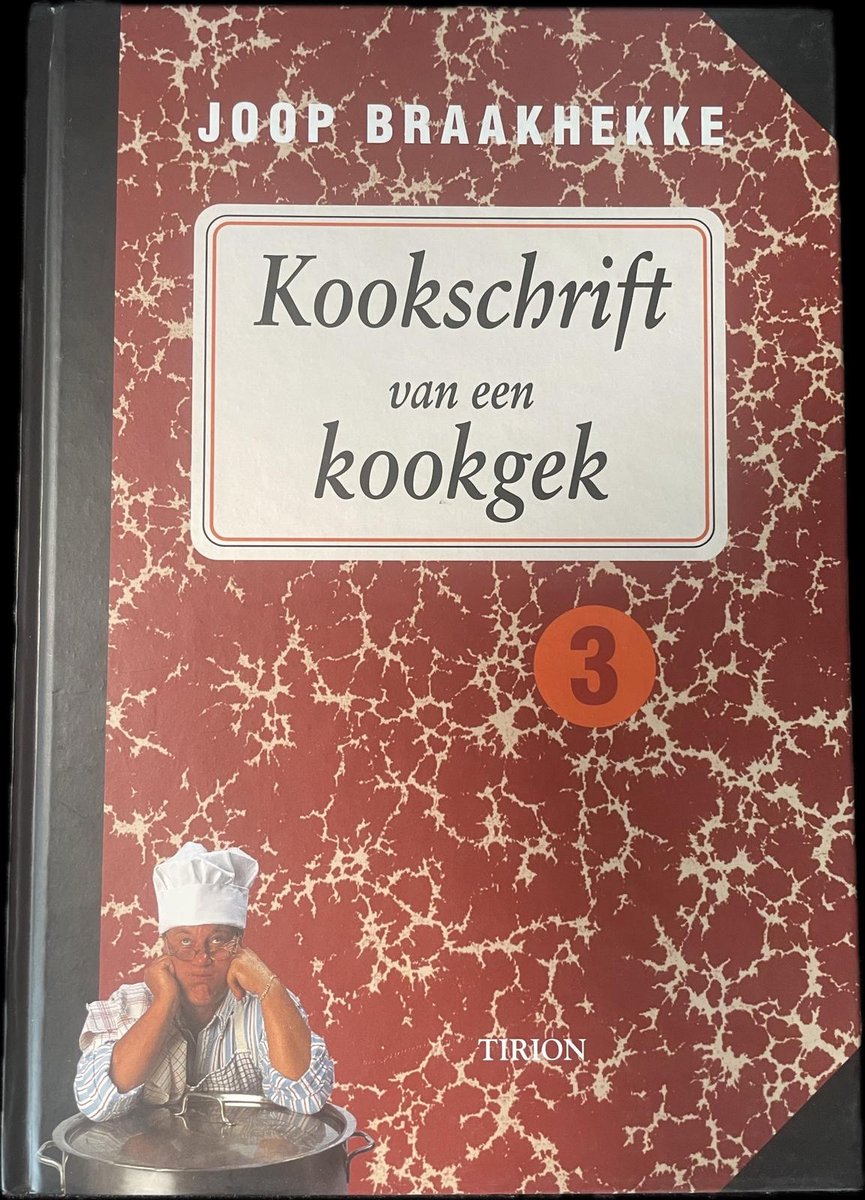 JOOP BRAAKHEKKE
Kookschrift
van een
kookgek
3
TIRION